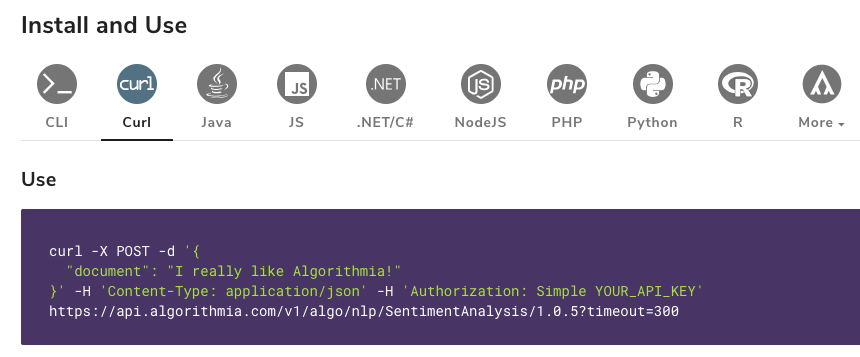 Install and Use
>_ curl Java JS .NET JS php R
CLI Curl Java JS .NET/C# NodeJS PHP Python R More
Use
curl -X POST -d '{
"document": "I really like Algorithmia!"
}' -H 'Content-Type: application/json' -H 'Authorization: Simple YOUR_API_KEY'
https://api.algorithmia.com/v1/algo/nlp/SentimentAnalysis/1.0.5?timeout=300